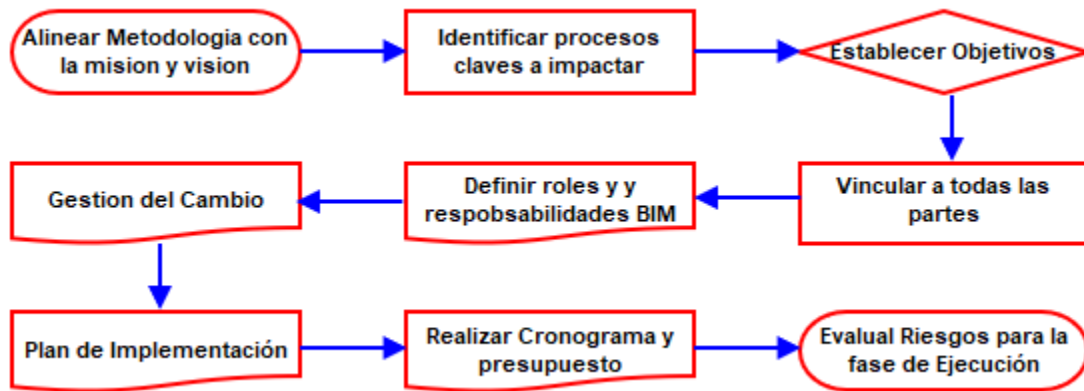 Alinear Metodologia con
la mision y vision
Identificar procesos
claves a impactar
Establecer Objetivos
Vincular a todas las
partes
Definir roles y y
respobsabilidades BIM
Gestion del Cambio
Plan de Implementación
Realizar Cronograma y
presupuesto
Evalual Riesgos para la
fase de Ejecución